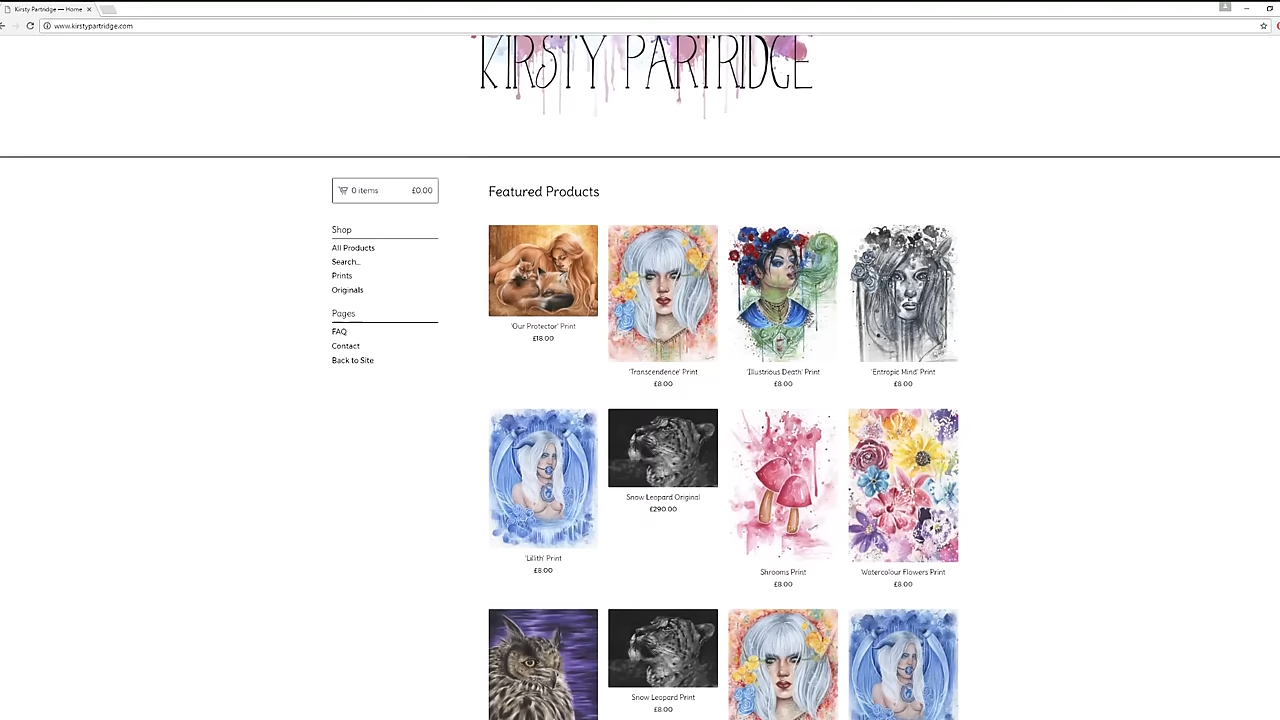 Kirsty Partridge — Home
www.kirstypartridge.com
KIRSTY PARTRIDGE
0 items £0.00
Featured Products
Shop
All Products
Search...
Prints
Originals
Pages
FAQ
Contact
Back to Site
'Our Protector' Print
£18.00
'Transcendence' Print
£8.00
'Illustrious Death' Print
£8.00
'Entropic Mind' Print
£8.00
'Lillith' Print
£8.00
Snow Leopard Original
£290.00
Shrooms Print
£8.00
Watercolour Flowers Print
£8.00
Snow Leopard Print
£8.00